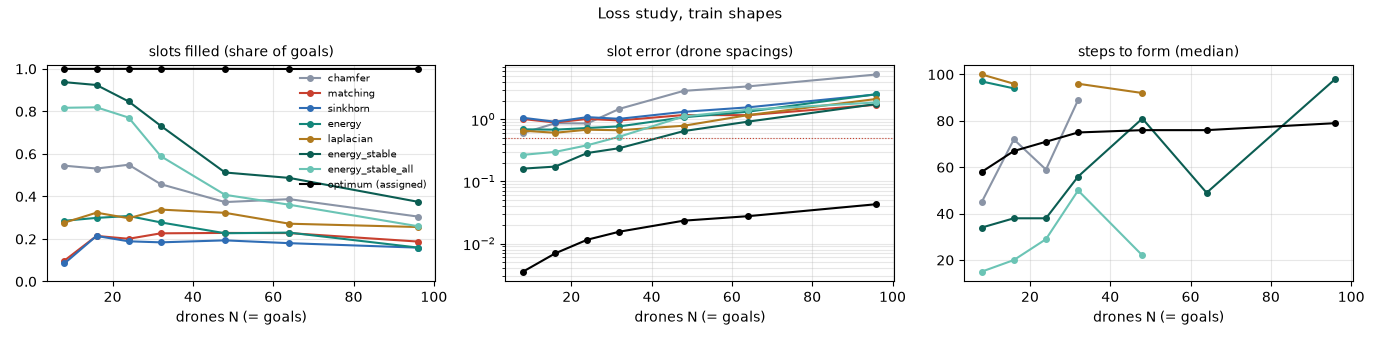 Loss study, train shapes
slots filled (share of goals)
1.0
0.8
0.6
0.4
0.2
0.0
20
40
60
80
100
drones N (= goals)
chamfer
matching
sinkhorn
energy
laplacian
energy_stable
energy_stable_all
optimum (assigned)
slot error (drone spacings)
10⁰
10⁻¹
10⁻²
20
40
60
80
100
drones N (= goals)
steps to form (median)
100
80
60
40
20
20
40
60
80
100
drones N (= goals)